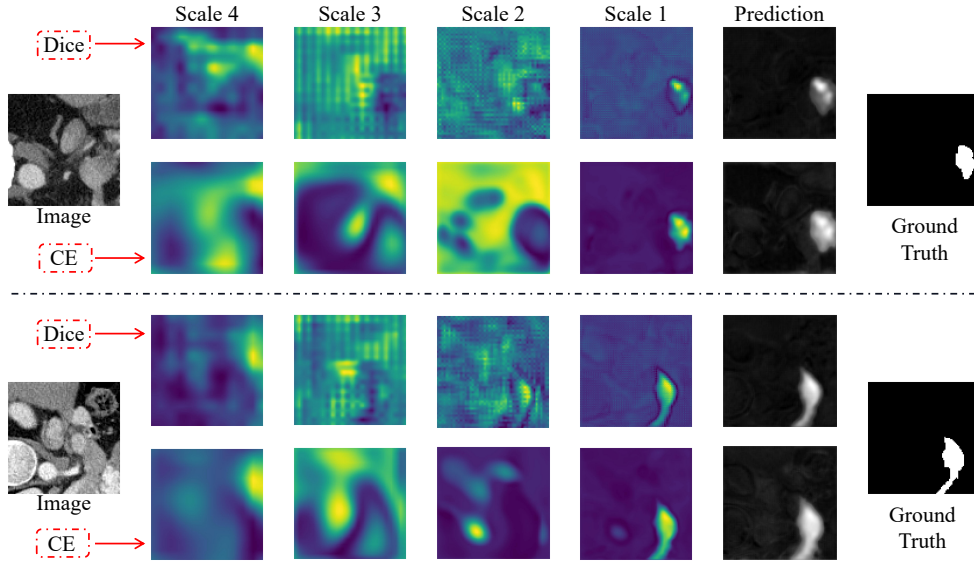 Scale 4 Scale 3 Scale 2 Scale 1 Prediction
Dice
Image
CE
Ground
Truth
Dice
Image
CE
Ground
Truth